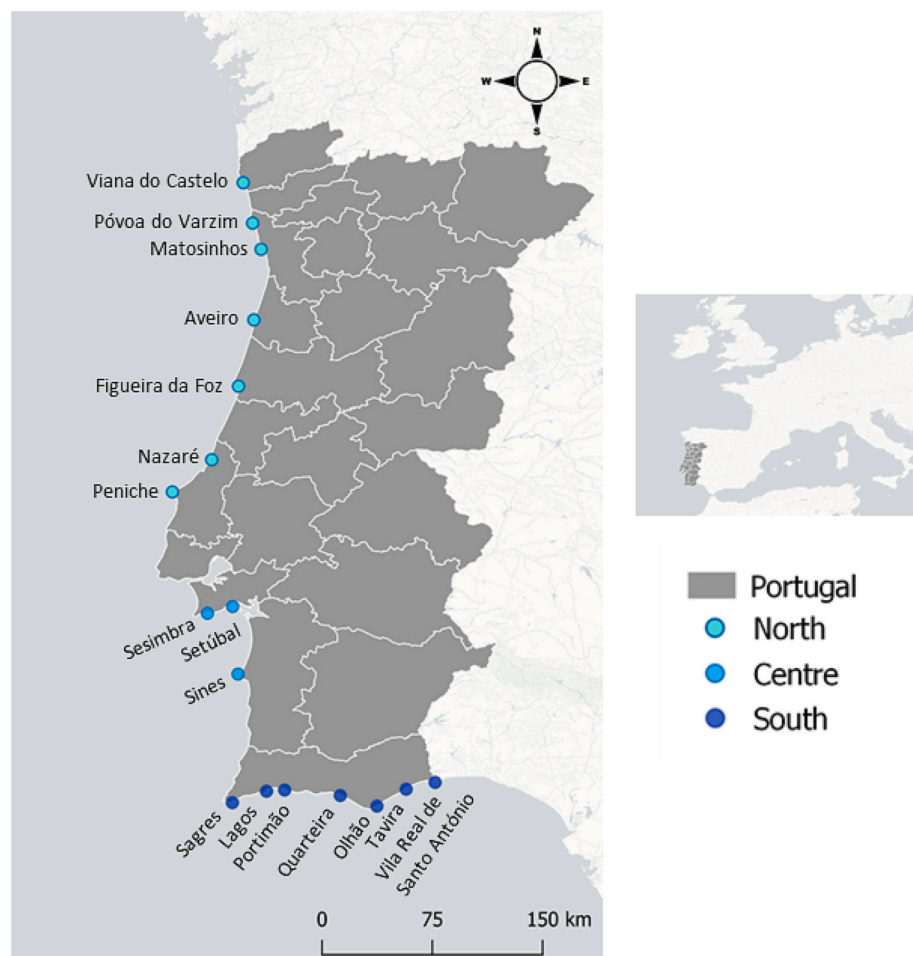 N
W
E
S
Viana do Castelo
Póvoa do Varzim
Matosinhos
Aveiro
Figueira da Foz
Nazaré
Peniche
Sesimbra
Setúbal
Sines
Sagres
Lagos
Portimão
Quarteira
Olhão
Tavira
Vila Real de
Santo António
0 75 150 km
Portugal
North
Centre
South